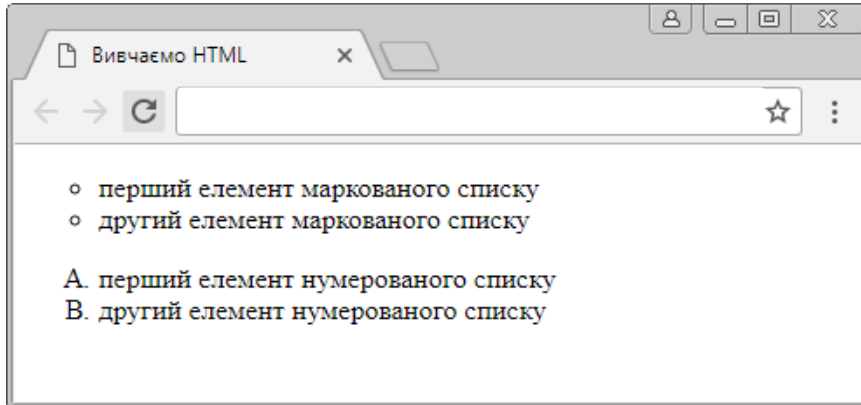 Вивчаємо HTML
перший елемент маркованого списку
другий елемент маркованого списку
A. перший елемент нумерованого списку
B. другий елемент нумерованого списку